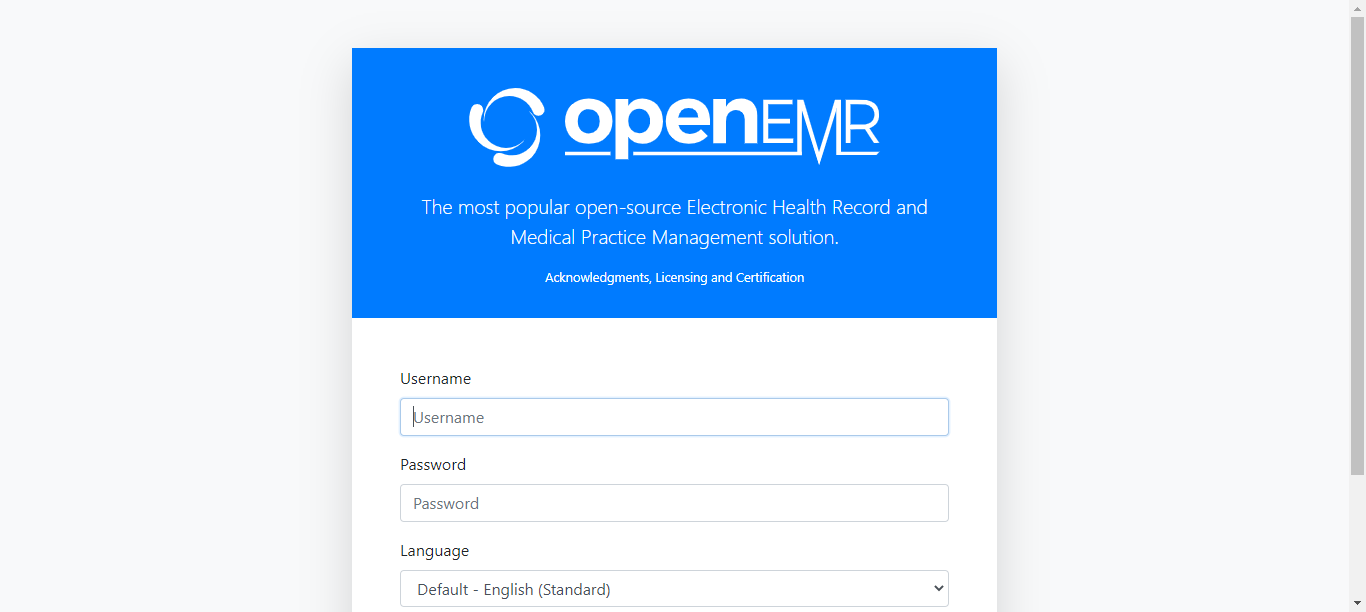 openEMR
The most popular open-source Electronic Health Record and
Medical Practice Management solution.
Acknowledgments, Licensing and Certification
Username
Username
Password
Password
Language
Default - English (Standard)